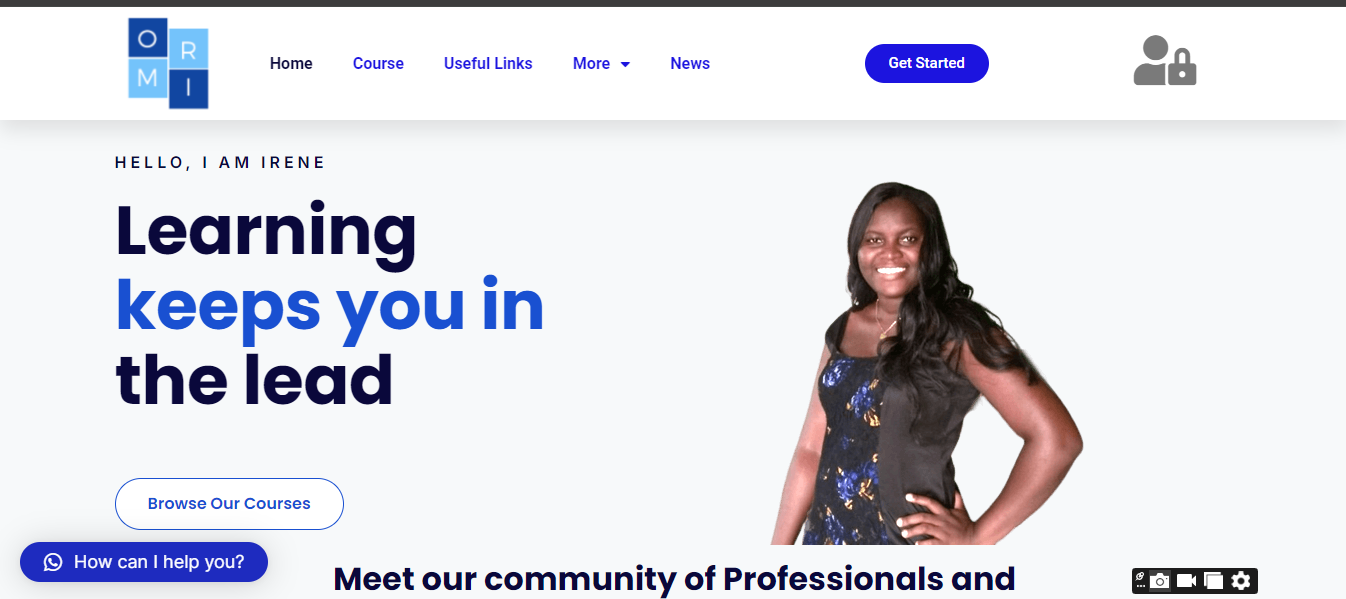 O
R
M
I
Home Course Useful Links More News Get Started
HELLO, I AM IRENE
Learning
keeps you in
the lead
Browse Our Courses
How can I help you?
Meet our community of Professionals and